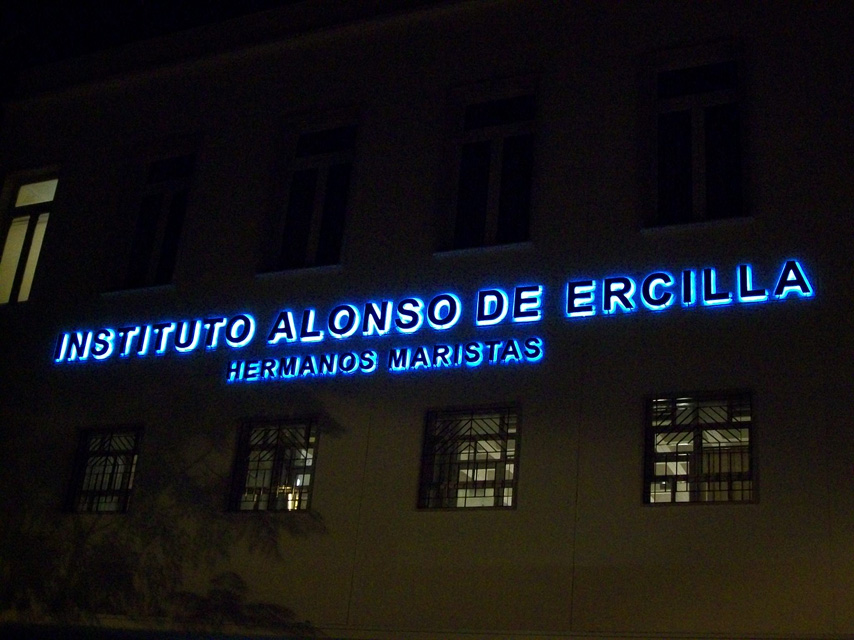 INSTITUTO ALONSO DE ERCILLA
HERMANOS MARISTAS